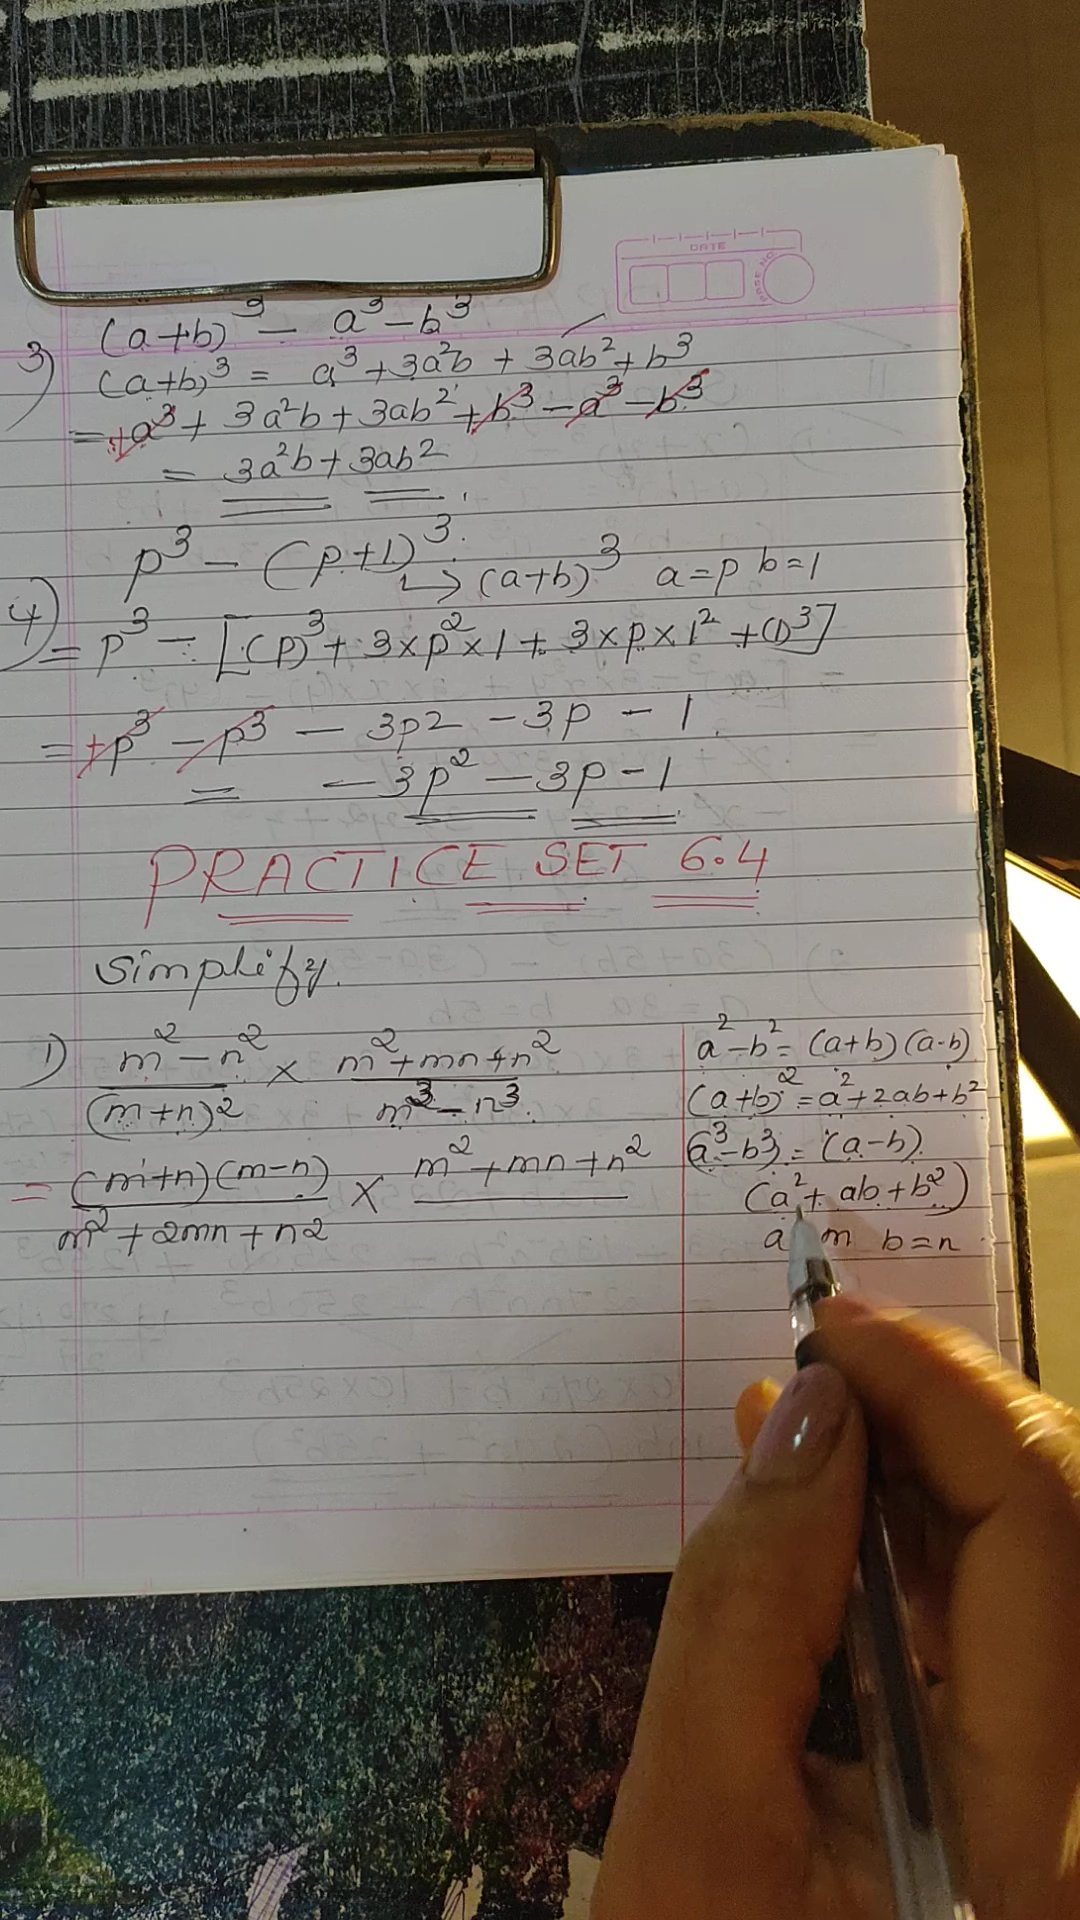 DATE
PAGE NO.
3) (a+b)³ - a³ - b³
(a+b)³ = a³ + 3a²b + 3ab² + b³
= +a³ + 3a²b + 3ab² + b³ - a³ - b³
= 3a²b + 3ab²
4) p³ - (p+1)³.
↳ (a+b)³ a=p b=1
= p³ - [(p)³ + 3×p²×1 + 3×p×1² + (1)³]
= +p³ - p³ - 3p2 - 3p - 1
= -3p² - 3p - 1
PRACTICE SET 6.4
Simplify.
1) m² - n² / (m+n)² × m² + mn + n² / m³ - n³.
= (m+n)(m-n) / m² + 2mn + n2 × m² + mn + n²
a² - b² = (a+b)(a-b)
(a+b)² = a² + 2ab + b²
(a³ - b³) = (a-b)
(a² + ab + b²)
a m b=n